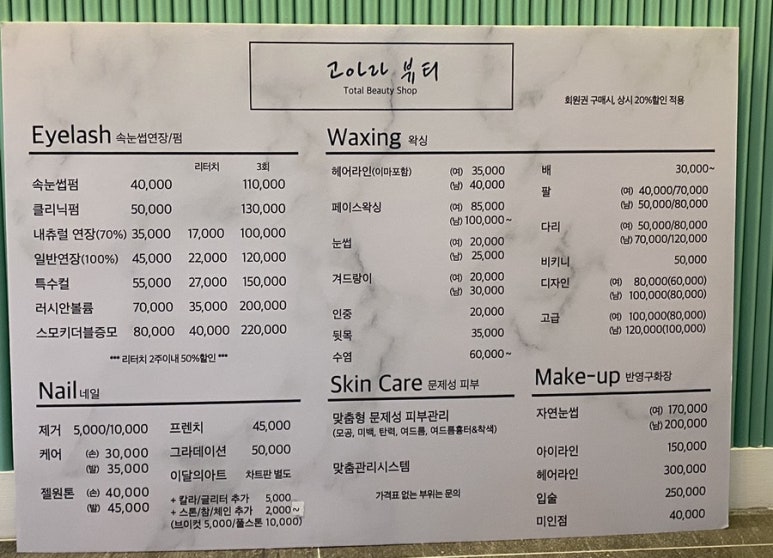 고아라 뷰티
Total Beauty Shop
회원권 구매시, 상시 20%할인 적용
Eyelash 속눈썹연장/펌
리터치 3회
속눈썹펌 40,000 110,000
클리닉펌 50,000 130,000
내츄럴 연장(70%) 35,000 17,000 100,000
일반연장(100%) 45,000 22,000 120,000
특수컬 55,000 27,000 150,000
러시안볼륨 70,000 35,000 200,000
스모키더블증모 80,000 40,000 220,000
*** 리터치 2주이내 50%할인 ***
Waxing 왁싱
헤어라인(이마포함) (여) 35,000
(남) 40,000
페이스왁싱 (여) 85,000
(남) 100,000~
눈썹 (여) 20,000
(남) 25,000
겨드랑이 (여) 20,000
(남) 30,000
인중 20,000
뒷목 35,000
수염 60,000~
배 30,000~
팔 (여) 40,000/70,000
(남) 50,000/80,000
다리 (여) 50,000/80,000
(남) 70,000/120,000
비키니 50,000
디자인 (여) 80,000(60,000)
(남) 100,000(80,000)
고급 (여) 100,000(80,000)
(남) 120,000(100,000)
Nail 네일
제거 5,000/10,000
케어 (손) 30,000
(발) 35,000
젤원톤 (손) 40,000
(발) 45,000
프렌치 45,000
그라데이션 50,000
이달의아트 차트판 별도
+ 칼라/글리터 추가 5,000
+ 스톤/참/체인 추가 2,000~
(브이컷 5,000/풀스톤 10,000)
Skin Care 문제성 피부
맞춤형 문제성 피부관리
(모공, 미백, 탄력, 여드름, 여드름흉터&착색)
맞춤관리시스템
가격표 없는 부위는 문의
Make-up 반영구화장
자연눈썹 (여) 170,000
(남) 200,000
아이라인 150,000
헤어라인 300,000
입술 250,000
미인점 40,000